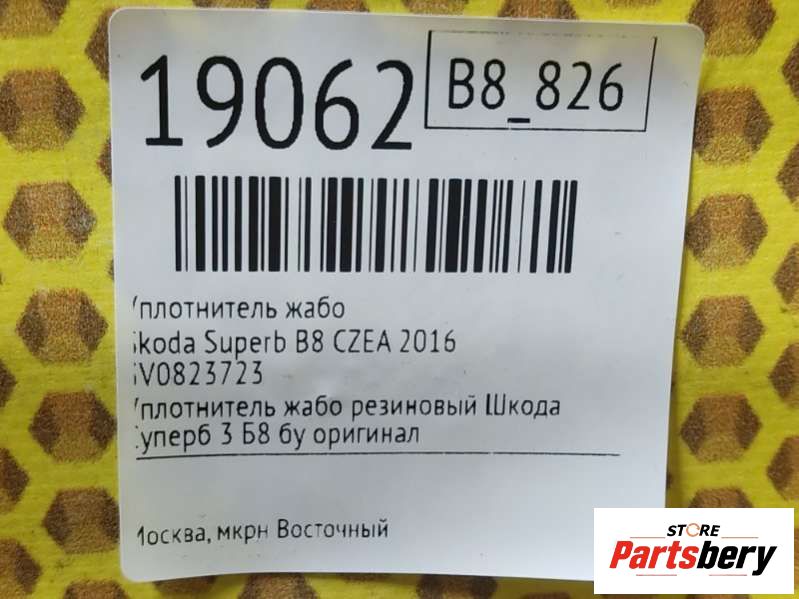 19062
B8_826
Уплотнитель жабо
Skoda Superb B8 CZEA 2016
3V0823723
Уплотнитель жабо резиновый Шкода
Суперб 3 Б8 бу оригинал
Москва, мкрн Восточный
STORE
Partsbery